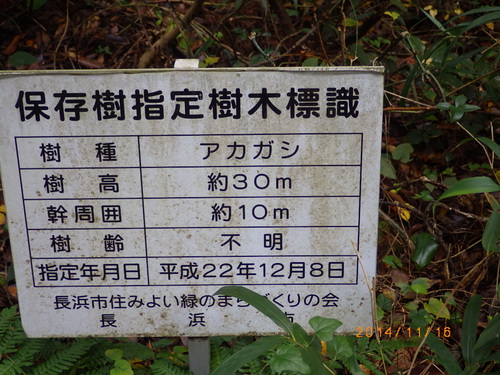 保存樹指定樹木標識
樹種 アカガシ
樹高 約30m
幹周囲 約10m
樹齢 不明
指定年月日 平成22年12月8日
長浜市住みよい緑のまちづくりの会
長浜市
2014/11/16